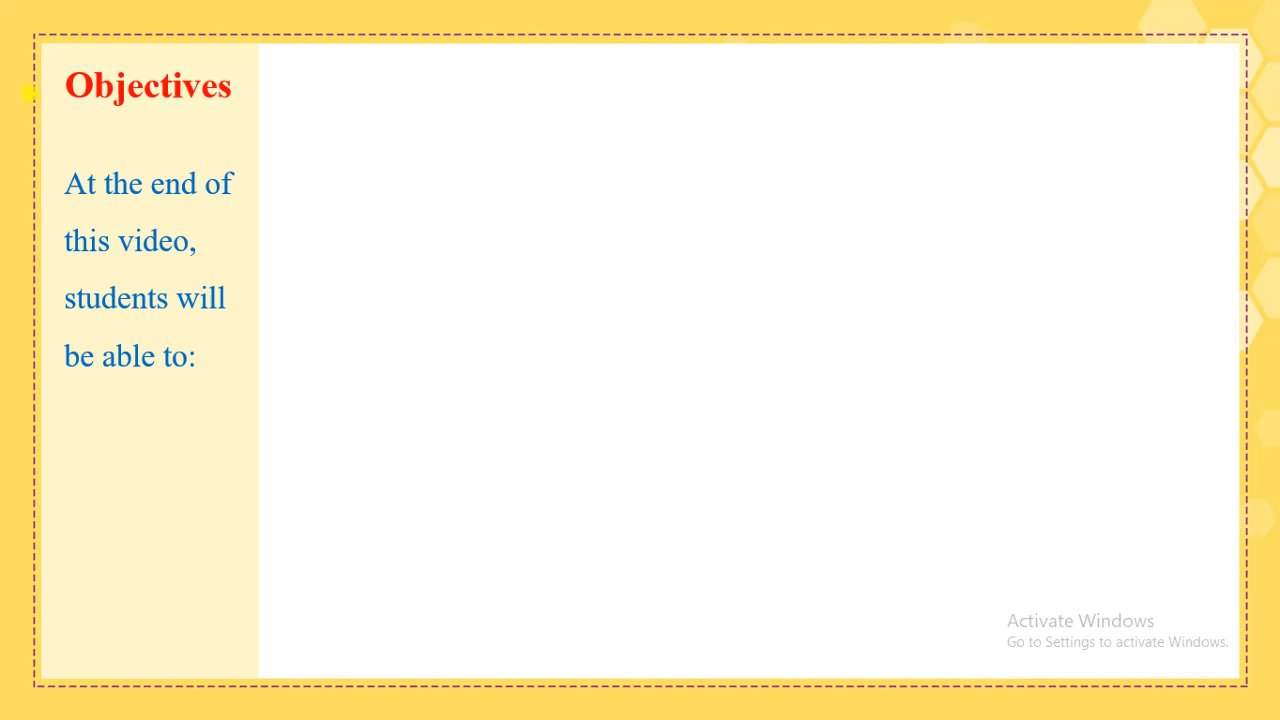 Objectives
At the end of
this video,
students will
be able to:
Activate Windows
Go to Settings to activate Windows.